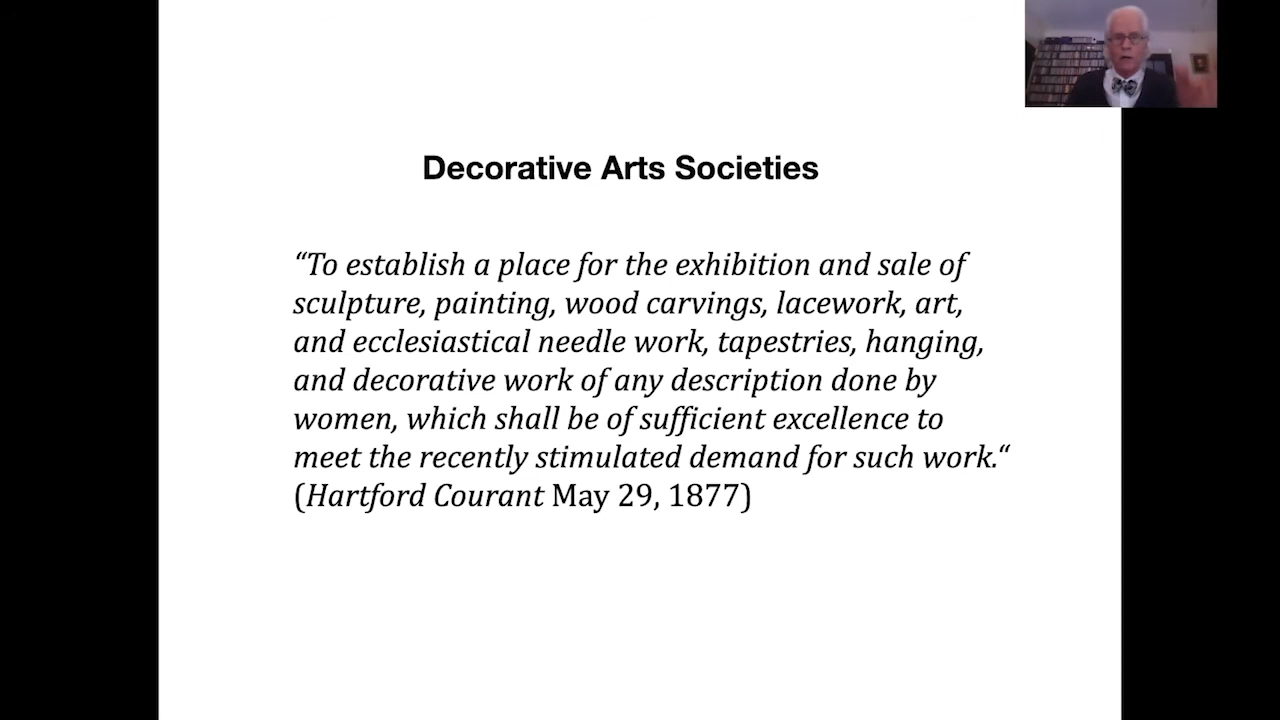 Decorative Arts Societies
“To establish a place for the exhibition and sale of
sculpture, painting, wood carvings, lacework, art,
and ecclesiastical needle work, tapestries, hanging,
and decorative work of any description done by
women, which shall be of sufficient excellence to
meet the recently stimulated demand for such work.“
(Hartford Courant May 29, 1877)